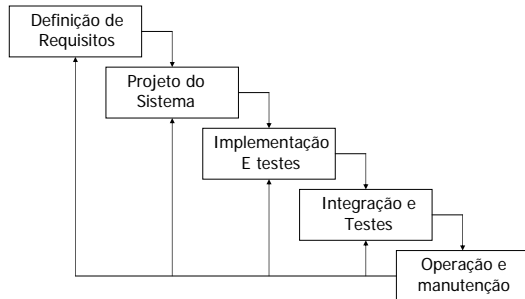 Definição de
Requisitos
Projeto do
Sistema
Implementação
E testes
Integração e
Testes
Operação e
manutenção